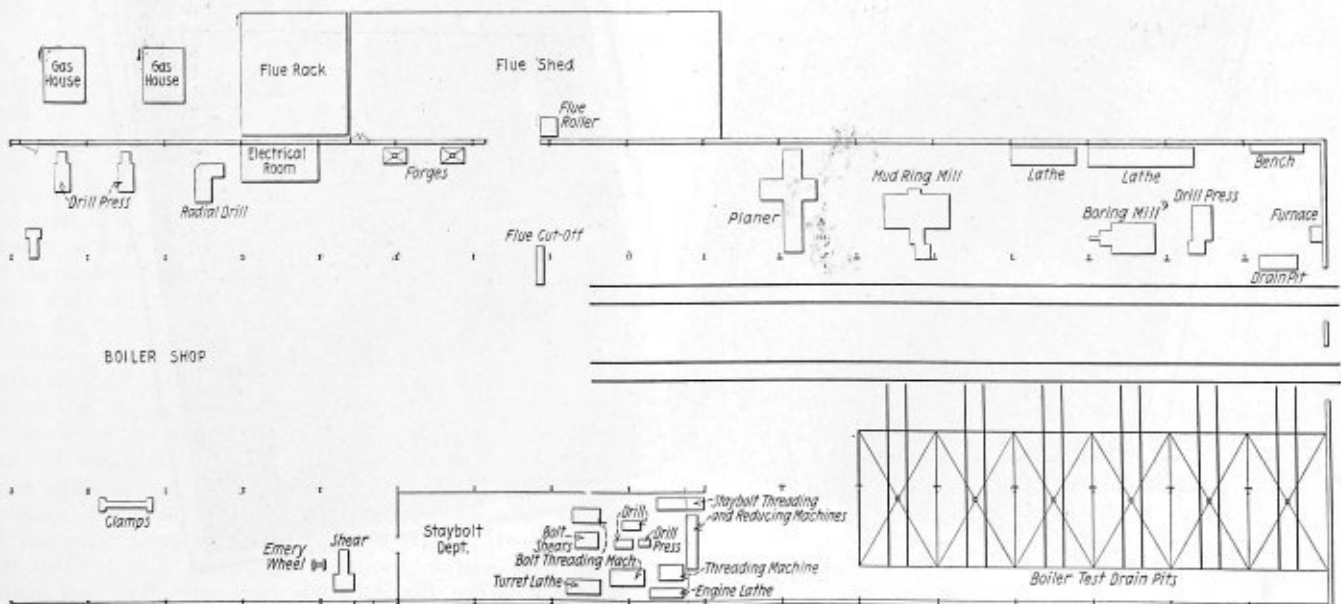 Gas
House
Gas
House
Flue Rack
Flue Shed
Flue
Roller
Electrical
Room
Forges
Drill Press
Radial Drill
Flue Cut-Off
Planer
Mud Ring Mill
Lathe
Lathe
Bench
Boring Mill
Drill Press
Furnace
Drain Pit
BOILER SHOP
Clamps
Emery
Wheel
Shear
Staybolt
Dept.
Bolt
Shears
Drill
Drill
Press
Bolt Threading Mach.
Turret Lathe
Staybolt Threading
and Reducing Machines
Threading Machine
Engine Lathe
Boiler Test Drain Pits